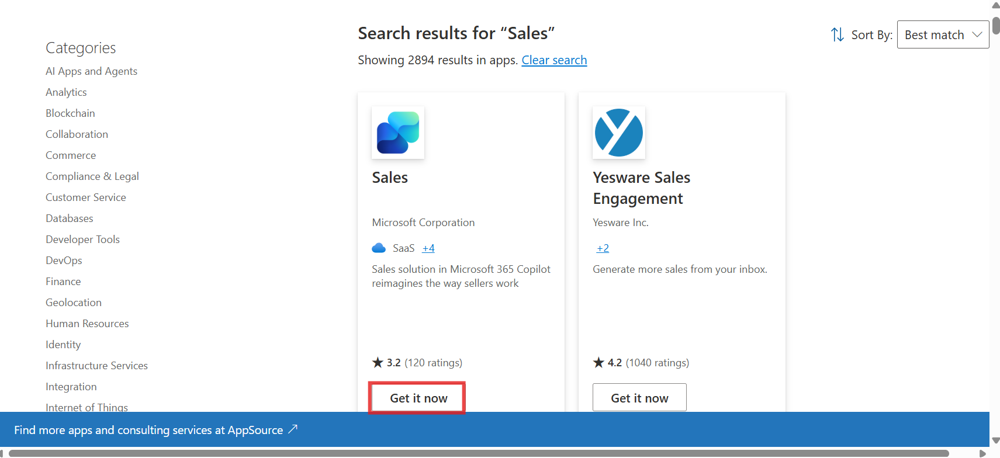 Categories
AI Apps and Agents
Analytics
Blockchain
Collaboration
Commerce
Compliance & Legal
Customer Service
Databases
Developer Tools
DevOps
Finance
Geolocation
Human Resources
Identity
Infrastructure Services
Integration
Internet of Things
Search results for “Sales”
Showing 2894 results in apps. Clear search
Sort By: Best match
Sales
Microsoft Corporation
SaaS +4
Sales solution in Microsoft 365 Copilot
reimagines the way sellers work
★ 3.2 (120 ratings)
Get it now
Yesware Sales
Engagement
Yesware Inc.
+2
Generate more sales from your inbox.
★ 4.2 (1040 ratings)
Get it now
Find more apps and consulting services at AppSource